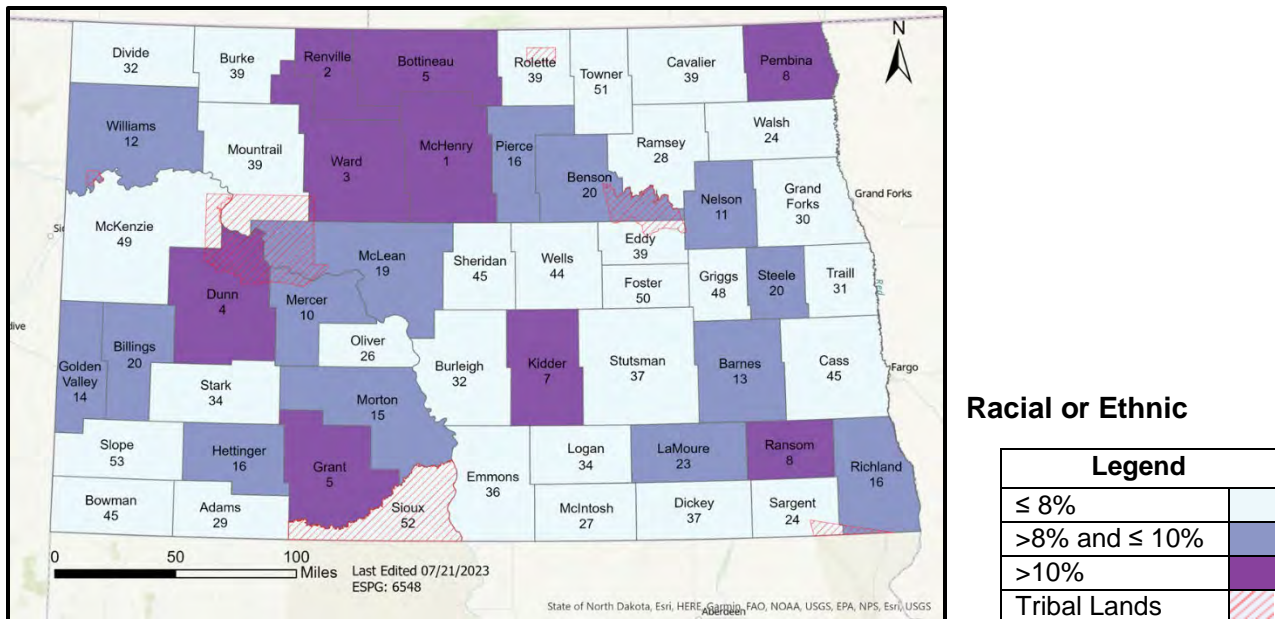 N
Divide
32
Burke
39
Renville
2
Bottineau
5
Rolette
39
Towner
51
Cavalier
39
Pembina
8
Williams
12
Mountrail
39
Ward
3
McHenry
1
Pierce
16
Benson
20
Ramsey
28
Walsh
24
Nelson
11
Grand
Forks
30
Grand Forks
McKenzie
49
Dunn
4
McLean
19
Mercer
10
Sheridan
45
Wells
44
Eddy
39
Foster
50
Griggs
48
Steele
20
Traill
31
Red
Golden
Valley
14
Billings
20
Stark
34
Oliver
26
Burleigh
32
Kidder
7
Stutsman
37
Barnes
13
Cass
45
Fargo
Morton
15
Slope
53
Hettinger
16
Grant
5
Bowman
45
Adams
29
Sioux
52
Emmons
36
Logan
34
LaMoure
23
Ransom
8
Richland
16
McIntosh
27
Dickey
37
Sargent
24
0 50 100
Miles
Last Edited 07/21/2023
ESPG: 6548
State of North Dakota, Esri, HERE, Garmin, FAO, NOAA, USGS, EPA, NPS, Esri, USGS
Aberdeen
Racial or Ethnic
Legend
≤ 8%
>8% and ≤ 10%
>10%
Tribal Lands